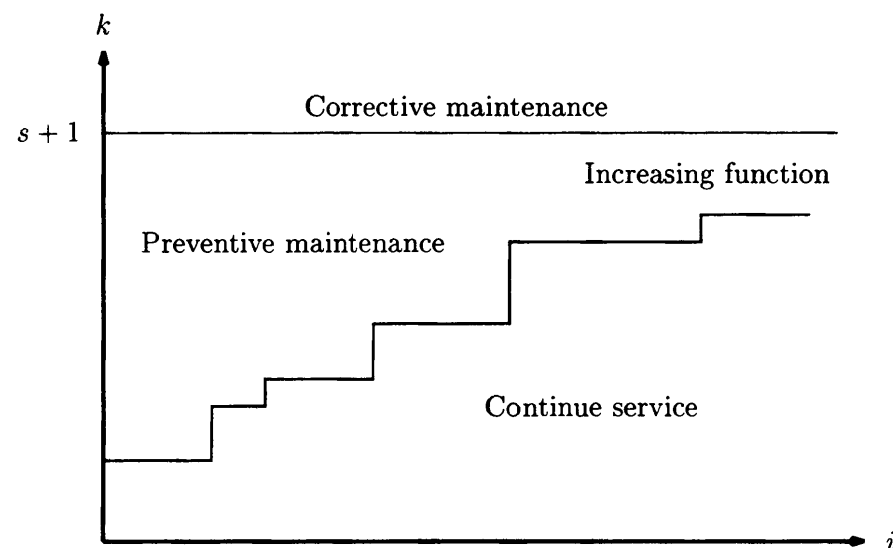 k
Corrective maintenance
s + 1
Increasing function
Preventive maintenance
Continue service
i